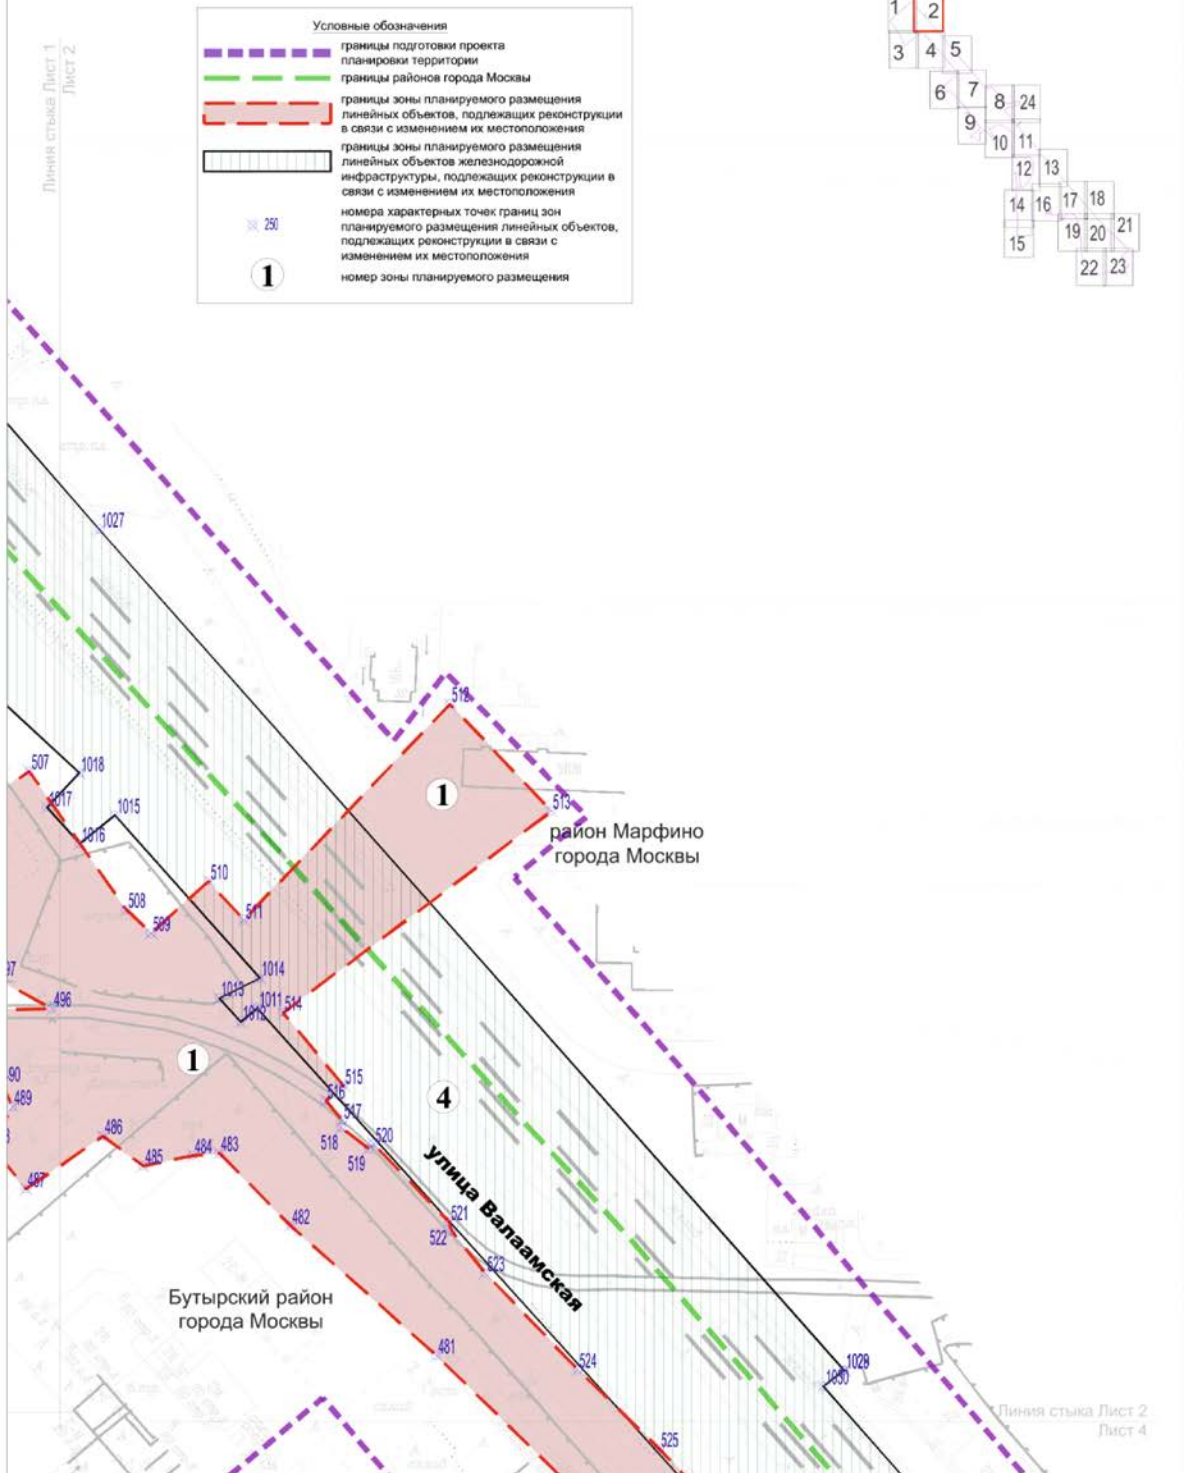 Условные обозначения
границы подготовки проекта
планировки территории
границы районов города Москвы
границы зоны планируемого размещения
линейных объектов, подлежащих реконструкции
в связи с изменением их местоположения
границы зоны планируемого размещения
линейных объектов железнодорожной
инфраструктуры, подлежащих реконструкции в
связи с изменением их местоположения
250
номера характерных точек границ зон
планируемого размещения линейных объектов,
подлежащих реконструкции в связи с
изменением их местоположения
1
номер зоны планируемого размещения
Линия стыка Лист 1
Лист 2
1
2
3
4
5
6
7
8
24
9
10
11
12
13
14
16
17
18
15
19
20
21
22
23
1027
512
513
1
район Марфино
города Москвы
507
1018
1017
1015
1016
510
508
509
511
1014
1013
1011
514
1012
97
496
1
490
489
515
516
517
518
520
519
4
486
485
484
483
487
улица Валаамская
521
522
523
482
Бутырский район
города Москвы
481
524
525
1030
Линия стыка Лист 2
Лист 4